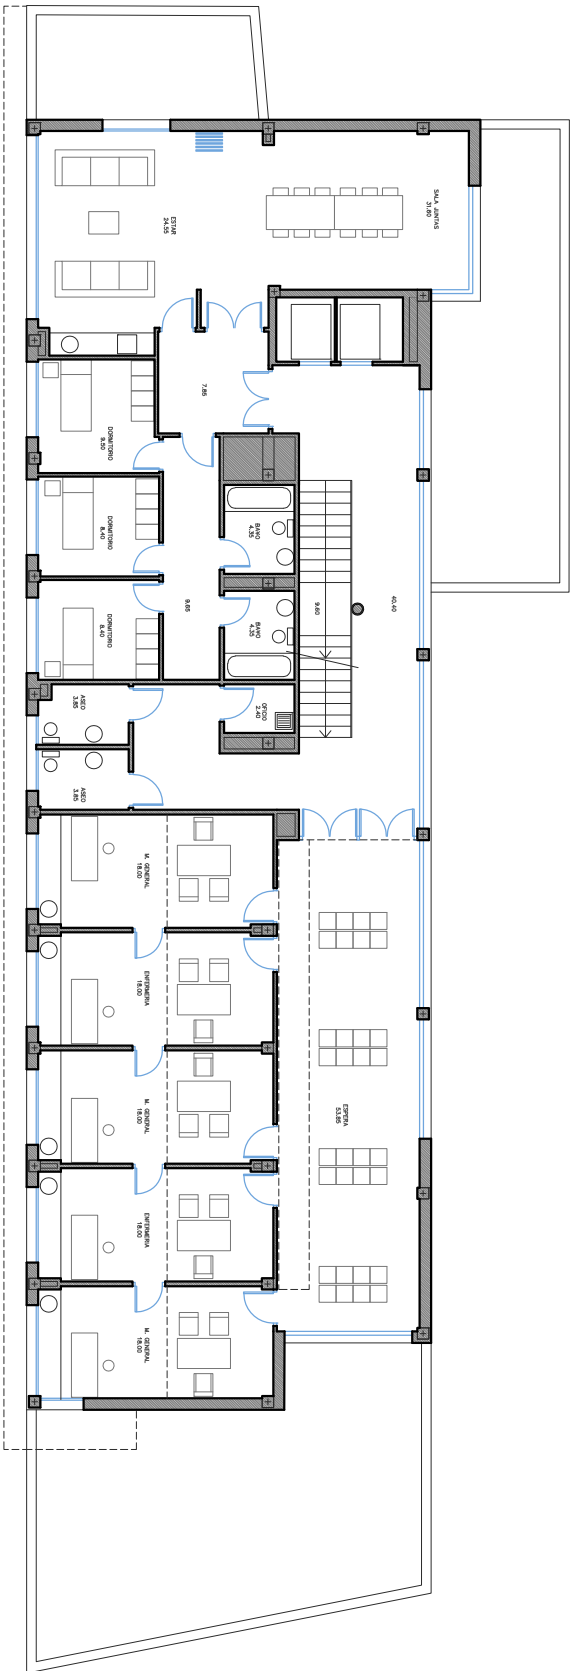 SALA JUNTAS
31.80
ESTAR
24.55
7.85
DORMITORIO
9.50
DORMITORIO
8.40
DORMITORIO
8.40
BAÑO
4.35
BAÑO
4.35
9.65
9.60
40.40
OFICIO
2.40
ASEO
3.85
ASEO
3.85
M. GENERAL
18.00
ENFERMERIA
18.00
M. GENERAL
18.00
ENFERMERIA
18.00
M. GENERAL
18.00
ESPERA
53.85